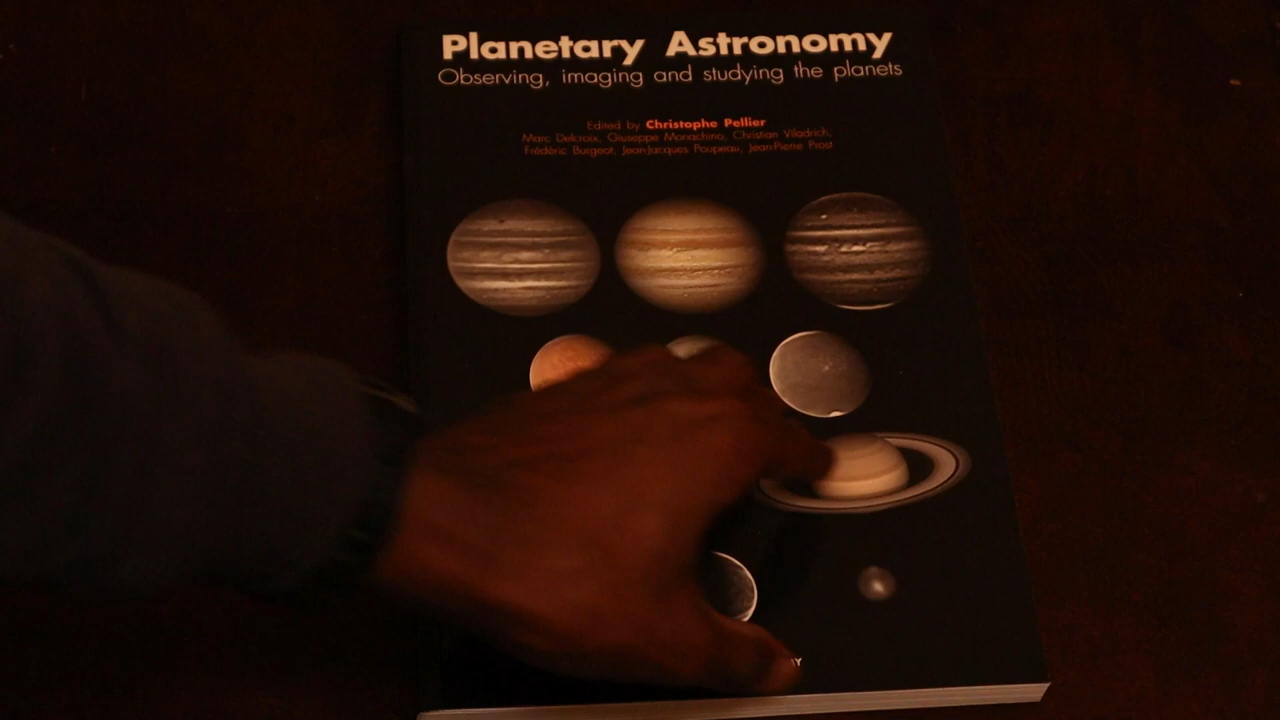 Planetary Astronomy
Observing, imaging and studying the planets
Edited by Christophe Pellier
Marc Delcroix, Giuseppe Monachino, Christian Viladrich,
Frédéric Burgeot, Jean-Jacques Poupeau, Jean-Pierre Prost